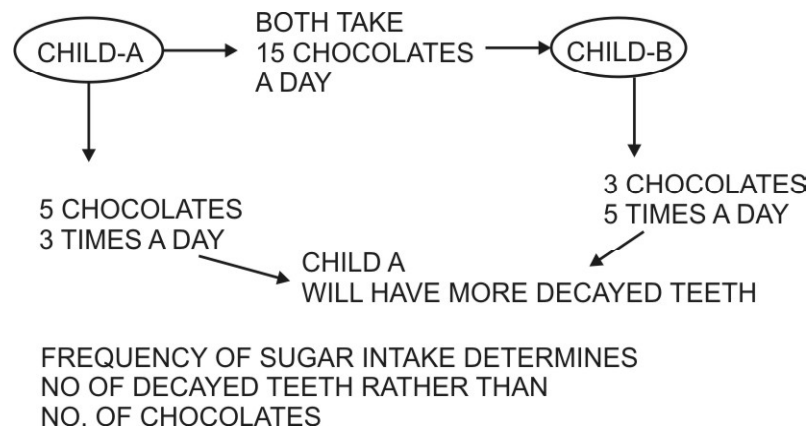 CHILD-A
BOTH TAKE
15 CHOCOLATES
A DAY
CHILD-B
5 CHOCOLATES
3 TIMES A DAY
3 CHOCOLATES
5 TIMES A DAY
CHILD A
WILL HAVE MORE DECAYED TEETH
FREQUENCY OF SUGAR INTAKE DETERMINES
NO OF DECAYED TEETH RATHER THAN
NO. OF CHOCOLATES